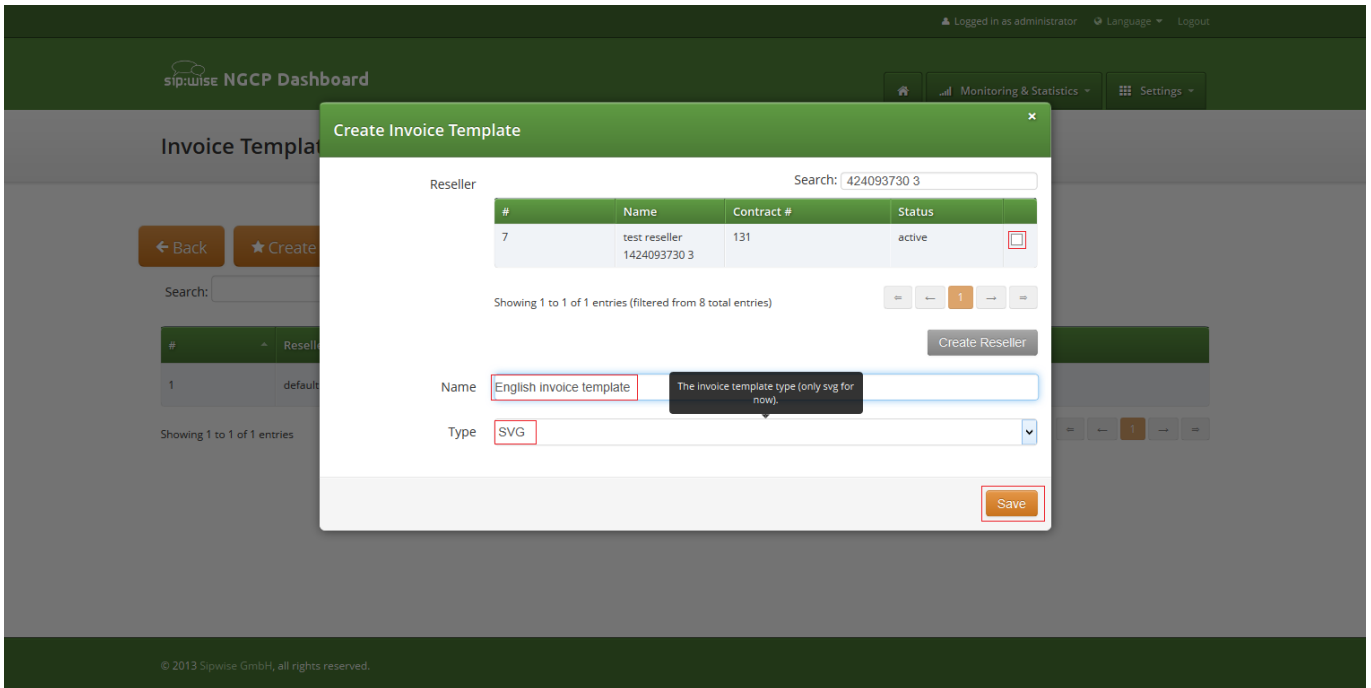 Logged in as administrator Language Logout
sip:wise NGCP Dashboard
Monitoring & Statistics Settings
Create Invoice Template ×
Invoice Templat
Reseller Search: 424093730 3
# Name Contract # Status
7 test reseller 131 active
1424093730 3
← Back ★ Create
Search:
Showing 1 to 1 of 1 entries (filtered from 8 total entries) ← 1 →
Create Reseller
# Reselle
1 default
Name English invoice template
The invoice template type (only svg for
now).
Type SVG
Showing 1 to 1 of 1 entries ← 1 →
Save
© 2013 Sipwise GmbH, all rights reserved.